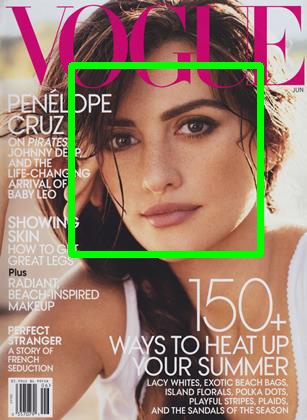 VOGUE
JUN
PENÉLOPE
CRUZ
ON PIRATES,
JOHNNY DEPP,
AND THE
LIFE-CHANGING
ARRIVAL OF
BABY LEO
SHOWING
SKIN
HOW TO GET
GREAT LEGS
Plus
RADIANT,
BEACH-INSPIRED
MAKEUP
PERFECT
STRANGER
A STORY OF
FRENCH
SEDUCTION
150+
WAYS TO HEAT UP
YOUR SUMMER
LACY WHITES, EXOTIC BEACH BAGS,
ISLAND FLORALS, POLKA DOTS,
PLAYFUL STRIPES, PLAIDS,
AND THE SANDALS OF THE SEASON